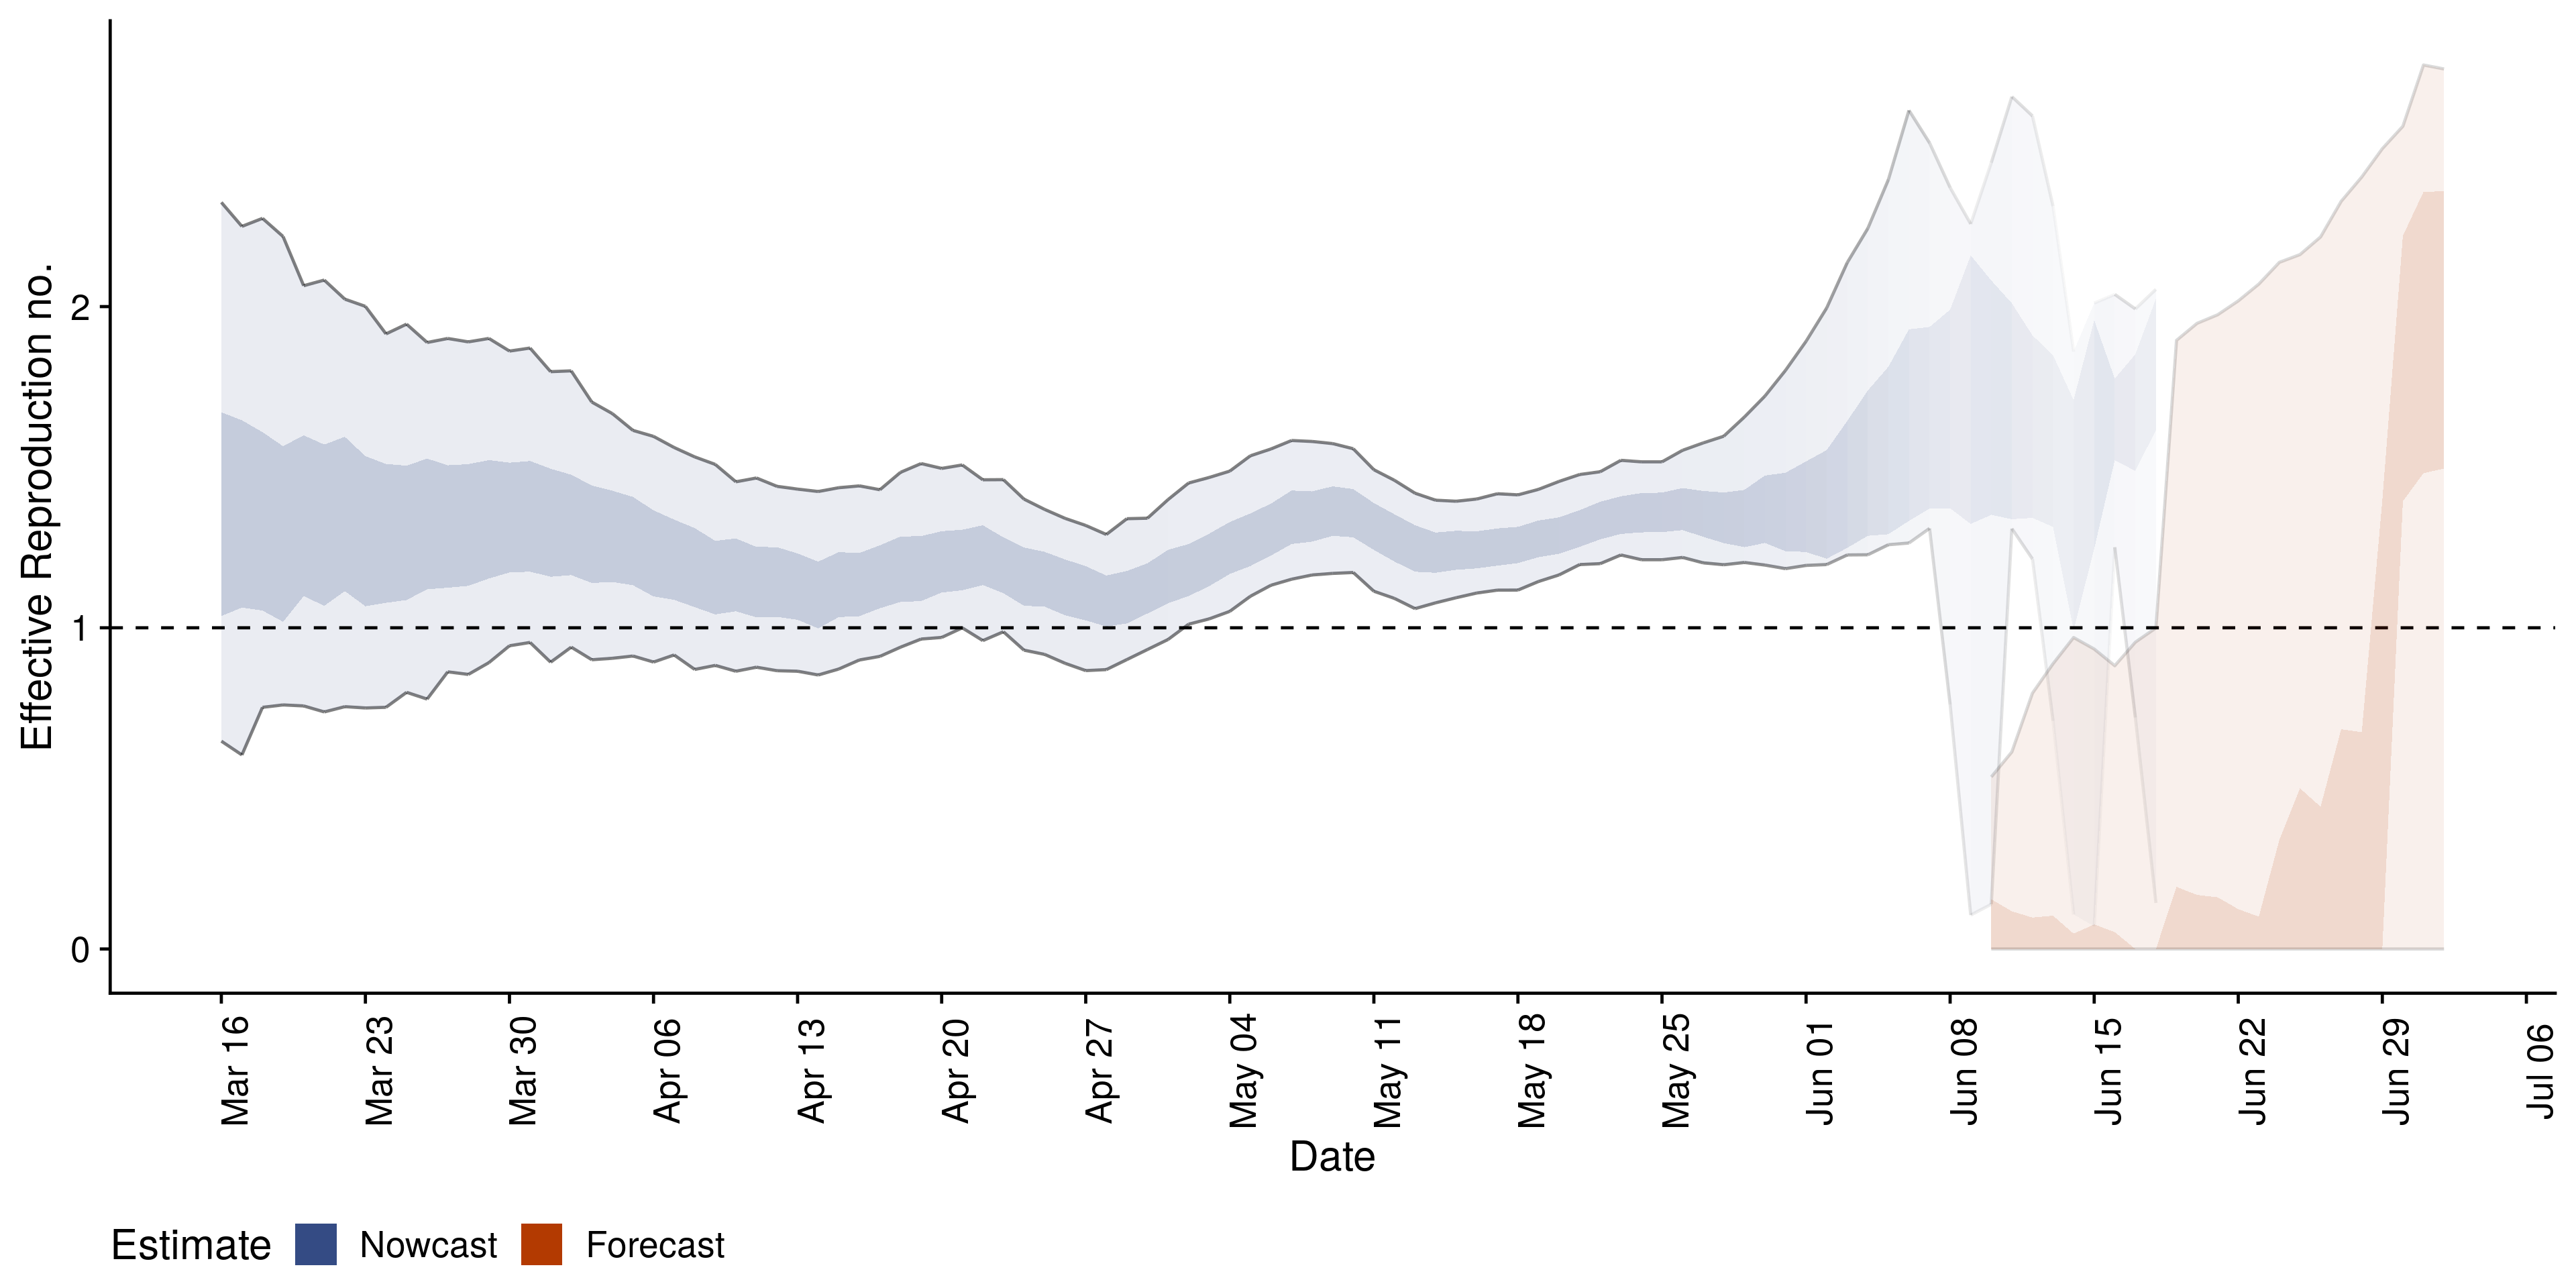 Effective Reproduction no.
2
1
0
Mar 16
Mar 23
Mar 30
Apr 06
Apr 13
Apr 20
Apr 27
May 04
May 11
May 18
May 25
Jun 01
Jun 08
Jun 15
Jun 22
Jun 29
Jul 06
Date
Estimate Nowcast Forecast